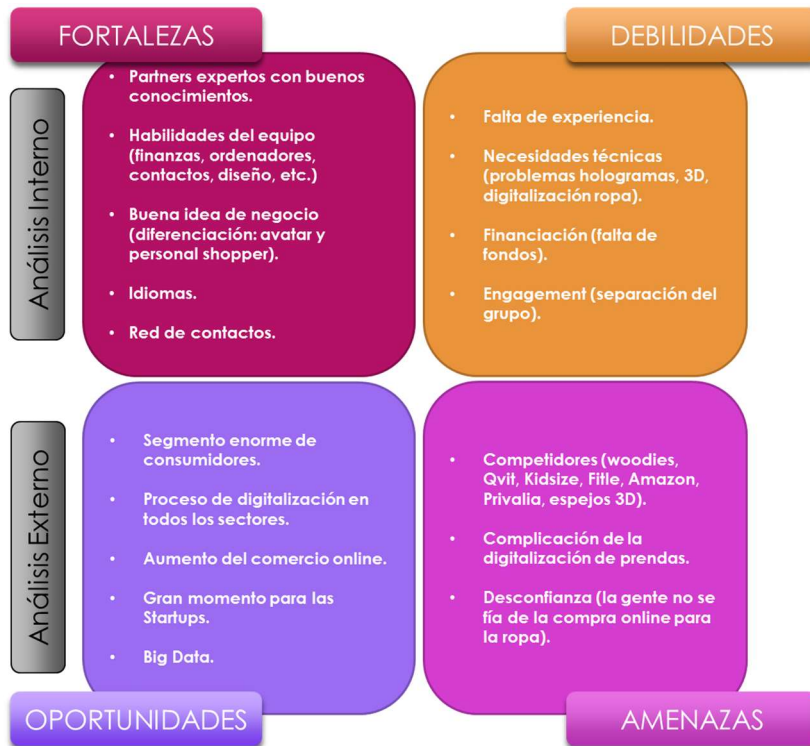 FORTALEZAS
DEBILIDADES
Análisis Interno
• Partners expertos con buenos
conocimientos.
• Habilidades del equipo
(finanzas, ordenadores,
contactos, diseño, etc.)
• Buena idea de negocio
(diferenciación: avatar y
personal shopper).
• Idiomas.
• Red de contactos.
• Falta de experiencia.
• Necesidades técnicas
(problemas hologramas, 3D,
digitalización ropa).
• Financiación (falta de
fondos).
• Engagement (separación del
grupo).
Análisis Externo
• Segmento enorme de
consumidores.
• Proceso de digitalización en
todos los sectores.
• Aumento del comercio online.
• Gran momento para las
Startups.
• Big Data.
• Competidores (woodies,
Qvit, Kidsize, Fitle, Amazon,
Privalia, espejos 3D).
• Complicación de la
digitalización de prendas.
• Desconfianza (la gente no se
fía de la compra online para
la ropa).
OPORTUNIDADES
AMENAZAS